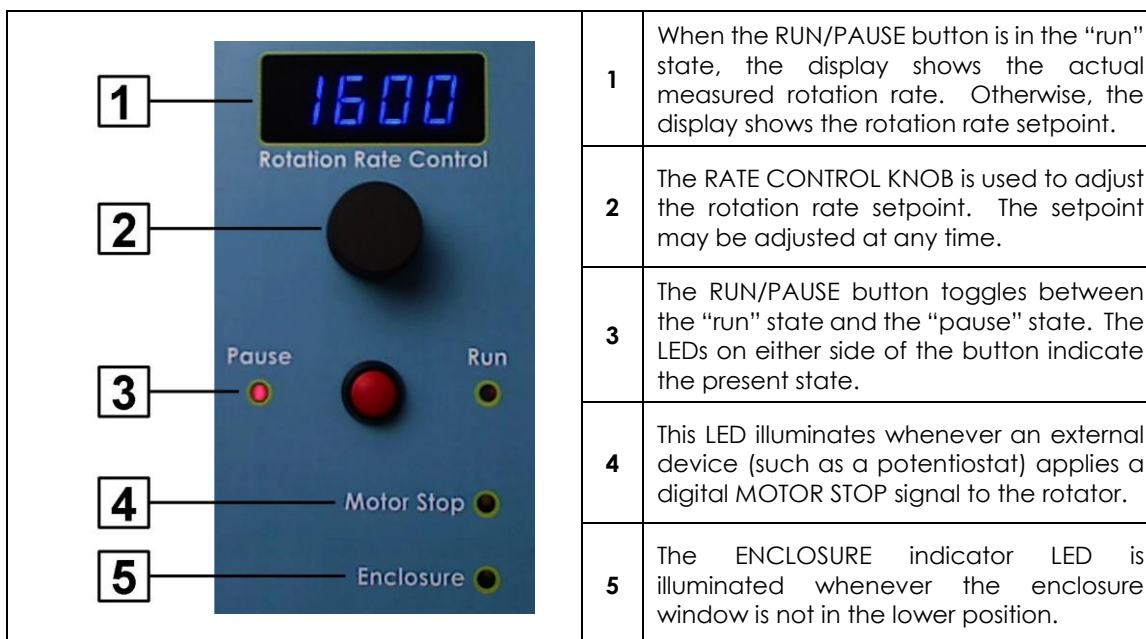 1
1600
Rotation Rate Control
2
Pause
Run
3
4
Motor Stop
5
Enclosure
1
When the RUN/PAUSE button is in the “run”
state, the display shows the actual
measured rotation rate. Otherwise, the
display shows the rotation rate setpoint.
2
The RATE CONTROL KNOB is used to adjust
the rotation rate setpoint. The setpoint
may be adjusted at any time.
3
The RUN/PAUSE button toggles between
the “run” state and the “pause” state. The
LEDs on either side of the button indicate
the present state.
4
This LED illuminates whenever an external
device (such as a potentiostat) applies a
digital MOTOR STOP signal to the rotator.
5
The ENCLOSURE indicator LED is
illuminated whenever the enclosure
window is not in the lower position.